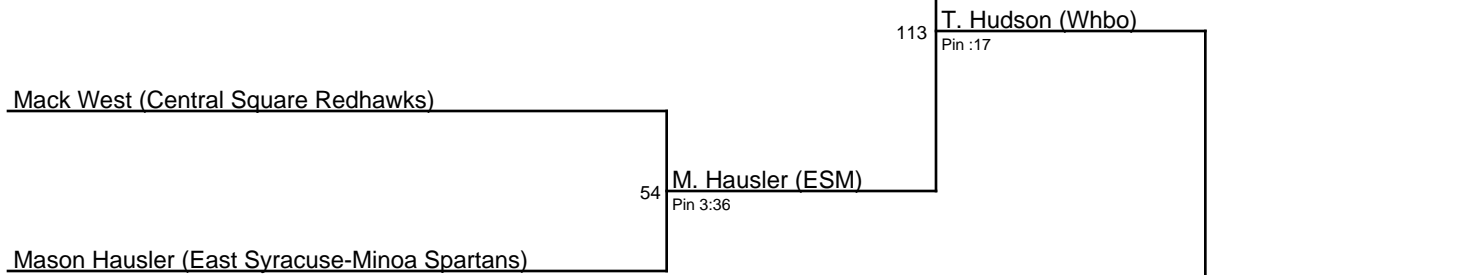 T. Hudson (Whbo)
113
Pin :17
Mack West (Central Square Redhawks)
M. Hausler (ESM)
54
Pin 3:36
Mason Hausler (East Syracuse-Minoa Spartans)